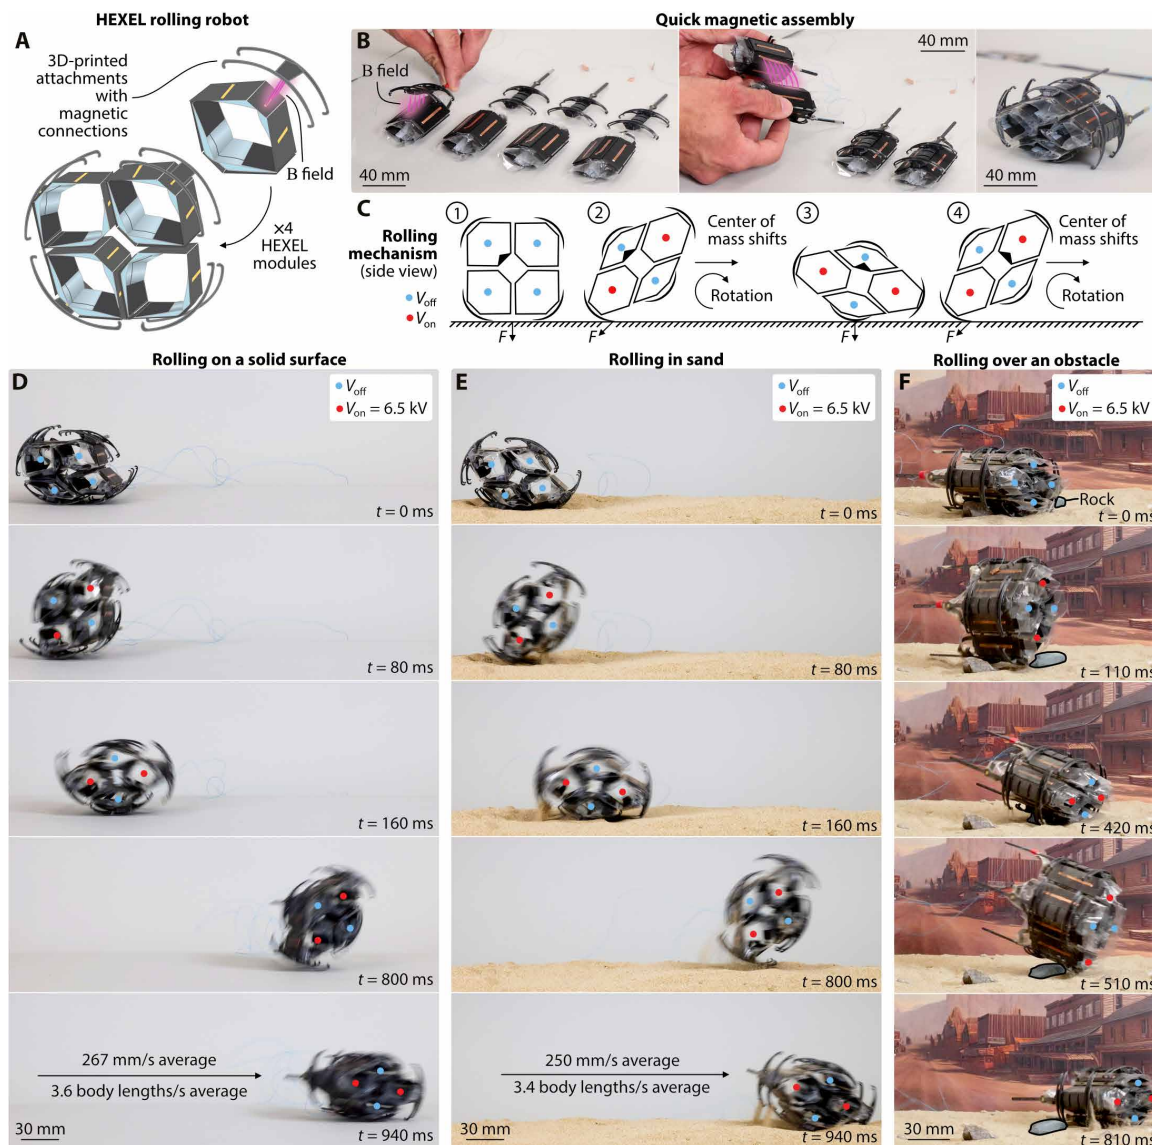 HEXEL rolling robot
A
3D-printed
attachments
with
magnetic
connections
B field
×4
HEXEL
modules
Quick magnetic assembly
B
B field
40 mm
40 mm
40 mm
C
Rolling
mechanism
(side view)
V_off
V_on
1
2
Center of
mass shifts
Rotation
3
4
Center of
mass shifts
Rotation
F
F
F
F
Rolling on a solid surface
D
V_off
V_on = 6.5 kV
t = 0 ms
t = 80 ms
t = 160 ms
t = 800 ms
267 mm/s average
3.6 body lengths/s average
30 mm
t = 940 ms
Rolling in sand
E
V_off
V_on = 6.5 kV
t = 0 ms
t = 80 ms
t = 160 ms
t = 800 ms
250 mm/s average
3.4 body lengths/s average
30 mm
t = 940 ms
Rolling over an obstacle
F
V_off
V_on = 6.5 kV
Rock
t = 0 ms
t = 110 ms
t = 420 ms
t = 510 ms
30 mm
t = 810 ms